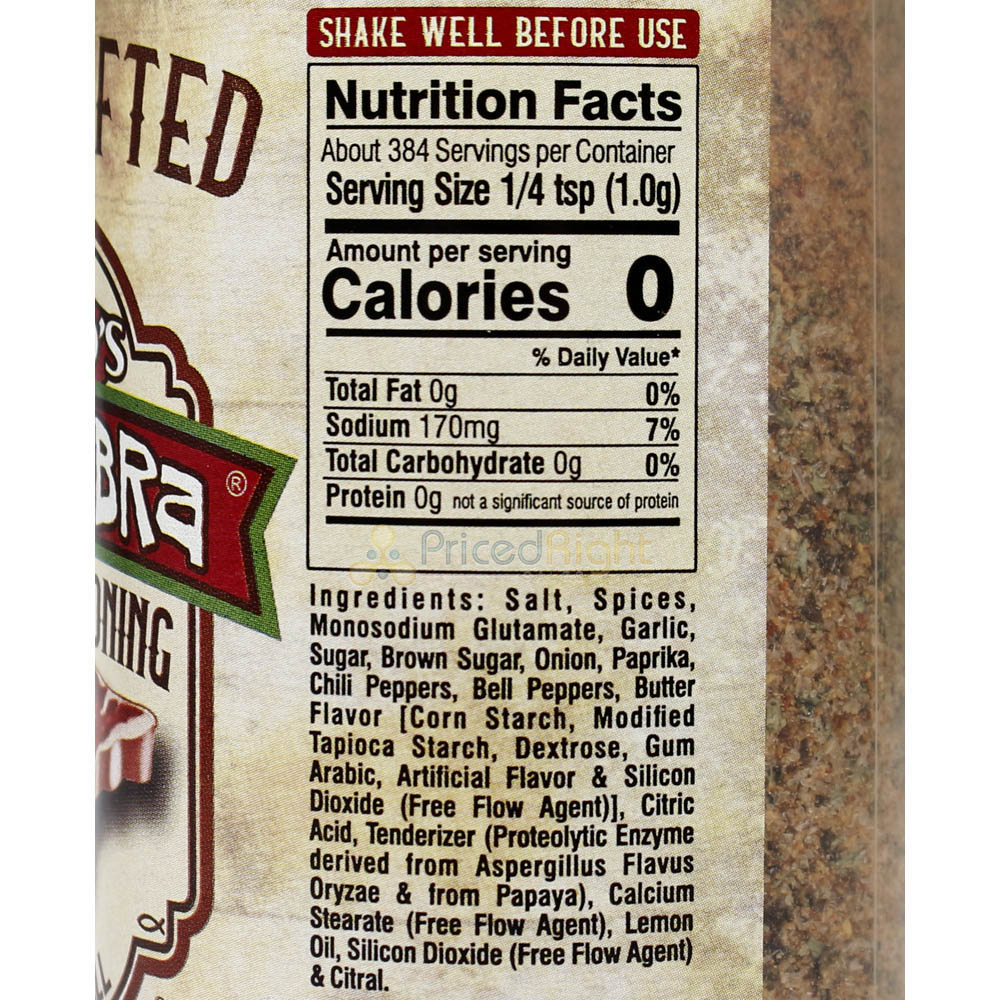 SHAKE WELL BEFORE USE
Nutrition Facts
About 384 Servings per Container
Serving Size 1/4 tsp (1.0g)
Amount per serving
Calories 0
% Daily Value*
Total Fat 0g 0%
Sodium 170mg 7%
Total Carbohydrate 0g 0%
Protein 0g not a significant source of protein
PricedRight
Ingredients: Salt, Spices,
Monosodium Glutamate, Garlic,
Sugar, Brown Sugar, Onion, Paprika,
Chili Peppers, Bell Peppers, Butter
Flavor [Corn Starch, Modified
Tapioca Starch, Dextrose, Gum
Arabic, Artificial Flavor & Silicon
Dioxide (Free Flow Agent)], Citric
Acid, Tenderizer (Proteolytic Enzyme
derived from Aspergillus Flavus
Oryzae & from Papaya), Calcium
Stearate (Free Flow Agent), Lemon
Oil, Silicon Dioxide (Free Flow Agent)
& Citral.
FTED
'S
BRa ®
ONING
&